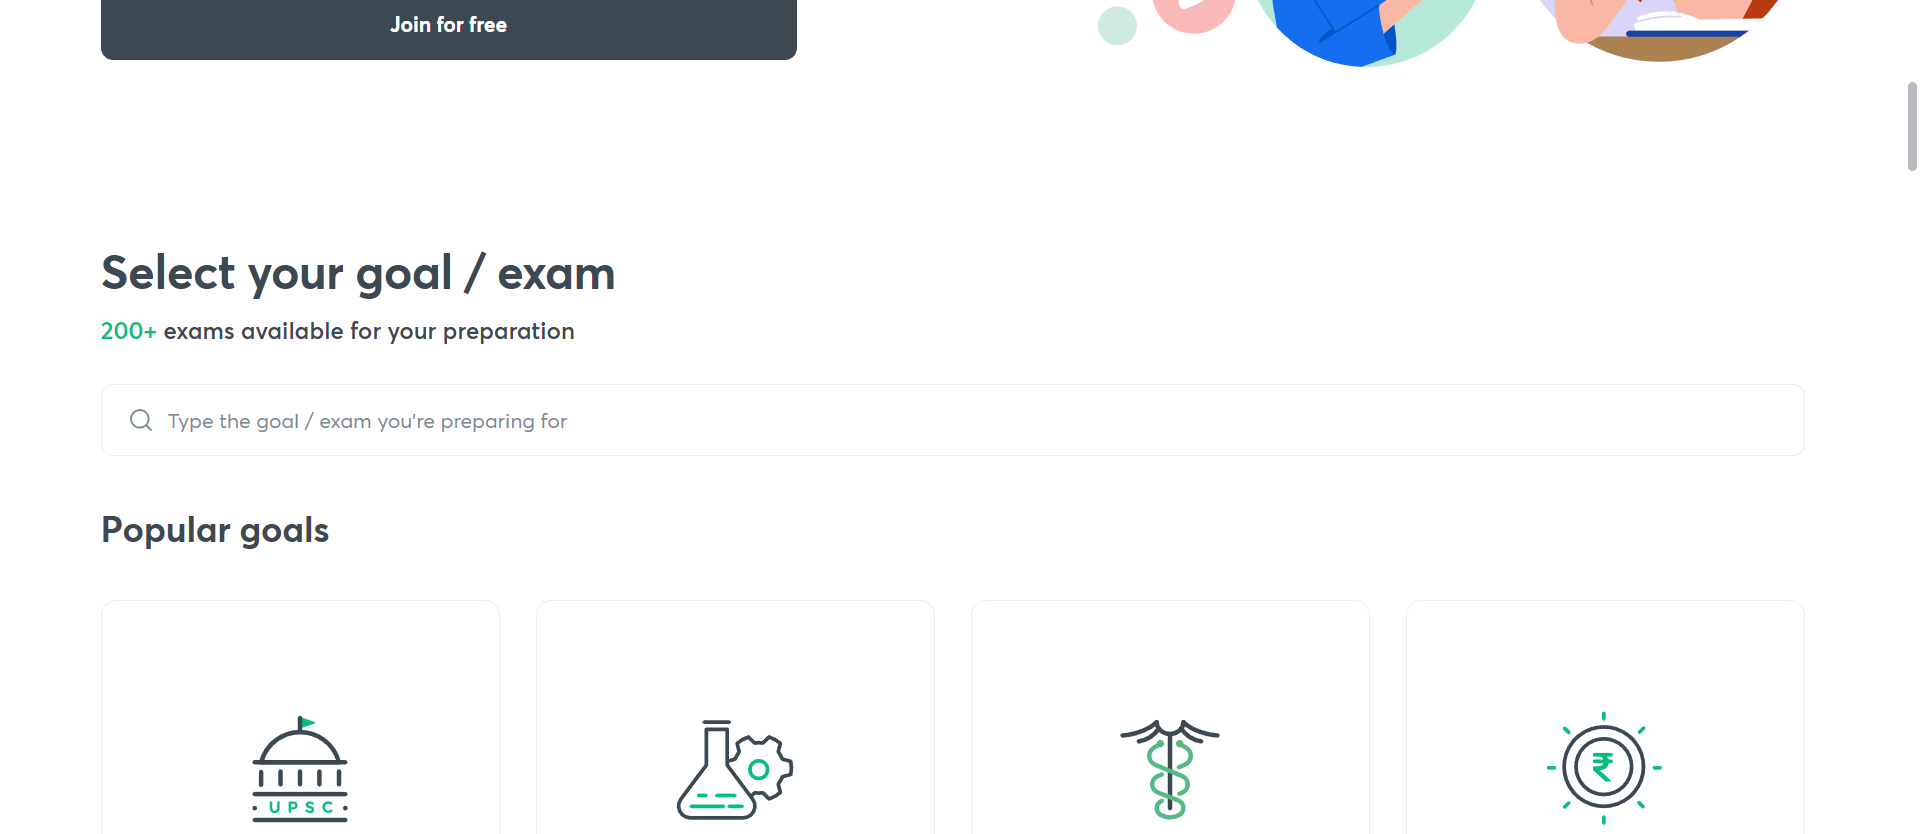 Join for free
Select your goal / exam
200+ exams available for your preparation
Type the goal / exam you're preparing for
Popular goals
UPSC
₹